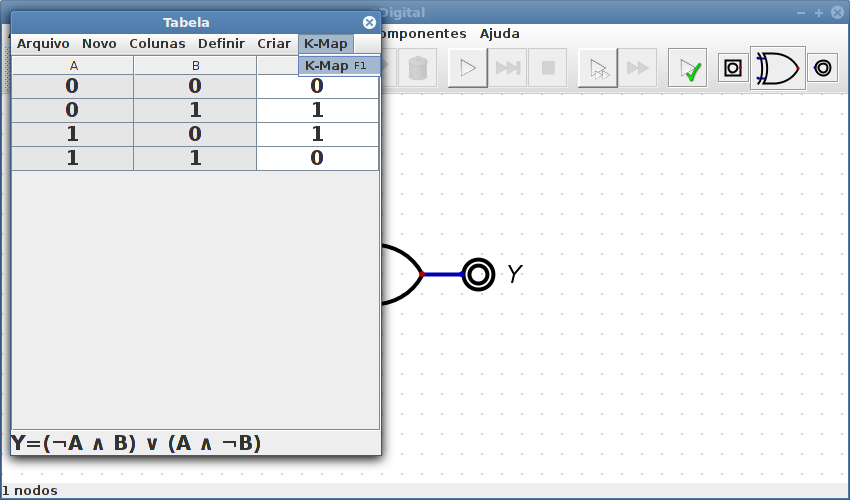 Digital
Tabela
Arquivo Novo Colunas Definir Criar K-Map
omponentes Ajuda
K-Map F1
A B
0 0 0
0 1 1
1 0 1
1 1 0
Y
Y=(¬A ∧ B) ∨ (A ∧ ¬B)
1 nodos